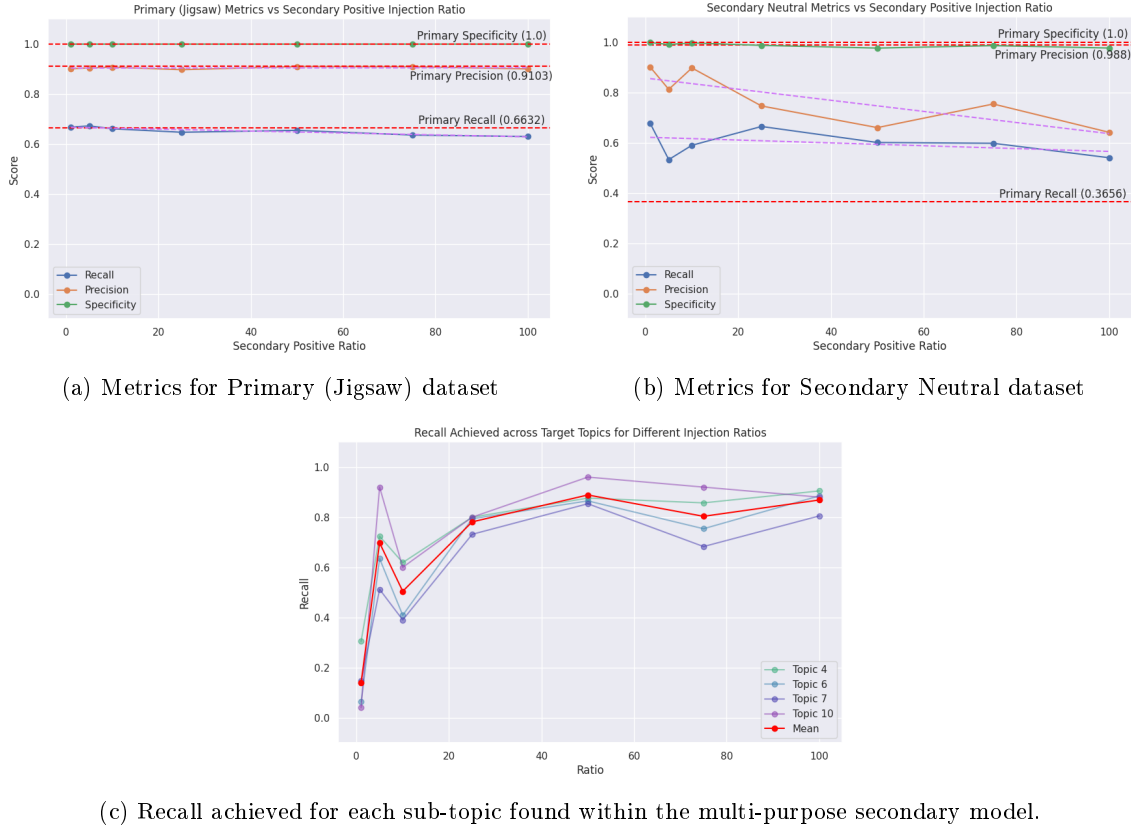 Primary (Jigsaw) Metrics vs Secondary Positive Injection Ratio
Primary Specificity (1.0)
Primary Precision (0.9103)
Primary Recall (0.6632)
Score
1.0
0.8
0.6
0.4
0.2
0.0
Recall
Precision
Specificity
0 20 40 60 80 100
Secondary Positive Ratio
(a) Metrics for Primary (Jigsaw) dataset
Secondary Neutral Metrics vs Secondary Positive Injection Ratio
Primary Specificity (1.0)
Primary Precision (0.988)
Primary Recall (0.3656)
Score
1.0
0.8
0.6
0.4
0.2
0.0
Recall
Precision
Specificity
0 20 40 60 80 100
Secondary Positive Ratio
(b) Metrics for Secondary Neutral dataset
Recall Achieved across Target Topics for Different Injection Ratios
Recall
1.0
0.8
0.6
0.4
0.2
0.0
Topic 4
Topic 6
Topic 7
Topic 10
Mean
0 20 40 60 80 100
Ratio
(c) Recall achieved for each sub-topic found within the multi-purpose secondary model.